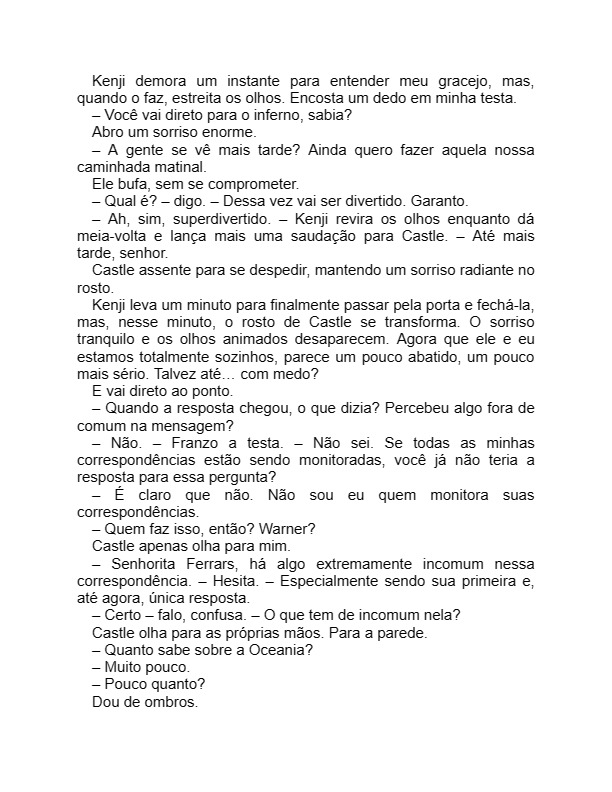 Kenji demora um instante para entender meu gracejo, mas,
quando o faz, estreita os olhos. Encosta um dedo em minha testa.
– Você vai direto para o inferno, sabia?
Abro um sorriso enorme.
– A gente se vê mais tarde? Ainda quero fazer aquela nossa
caminhada matinal.
Ele bufa, sem se comprometer.
– Qual é? – digo. – Dessa vez vai ser divertido. Garanto.
– Ah, sim, superdivertido. – Kenji revira os olhos enquanto dá
meia-volta e lança mais uma saudação para Castle. – Até mais
tarde, senhor.
Castle assente para se despedir, mantendo um sorriso radiante no
rosto.
Kenji leva um minuto para finalmente passar pela porta e fechá-la,
mas, nesse minuto, o rosto de Castle se transforma. O sorriso
tranquilo e os olhos animados desaparecem. Agora que ele e eu
estamos totalmente sozinhos, parece um pouco abatido, um pouco
mais sério. Talvez até… com medo?
E vai direto ao ponto.
– Quando a resposta chegou, o que dizia? Percebeu algo fora de
comum na mensagem?
– Não. – Franzo a testa. – Não sei. Se todas as minhas
correspondências estão sendo monitoradas, você já não teria a
resposta para essa pergunta?
– É claro que não. Não sou eu quem monitora suas
correspondências.
– Quem faz isso, então? Warner?
Castle apenas olha para mim.
– Senhorita Ferrars, há algo extremamente incomum nessa
correspondência. – Hesita. – Especialmente sendo sua primeira e,
até agora, única resposta.
– Certo – falo, confusa. – O que tem de incomum nela?
Castle olha para as próprias mãos. Para a parede.
– Quanto sabe sobre a Oceania?
– Muito pouco.
– Pouco quanto?
Dou de ombros.